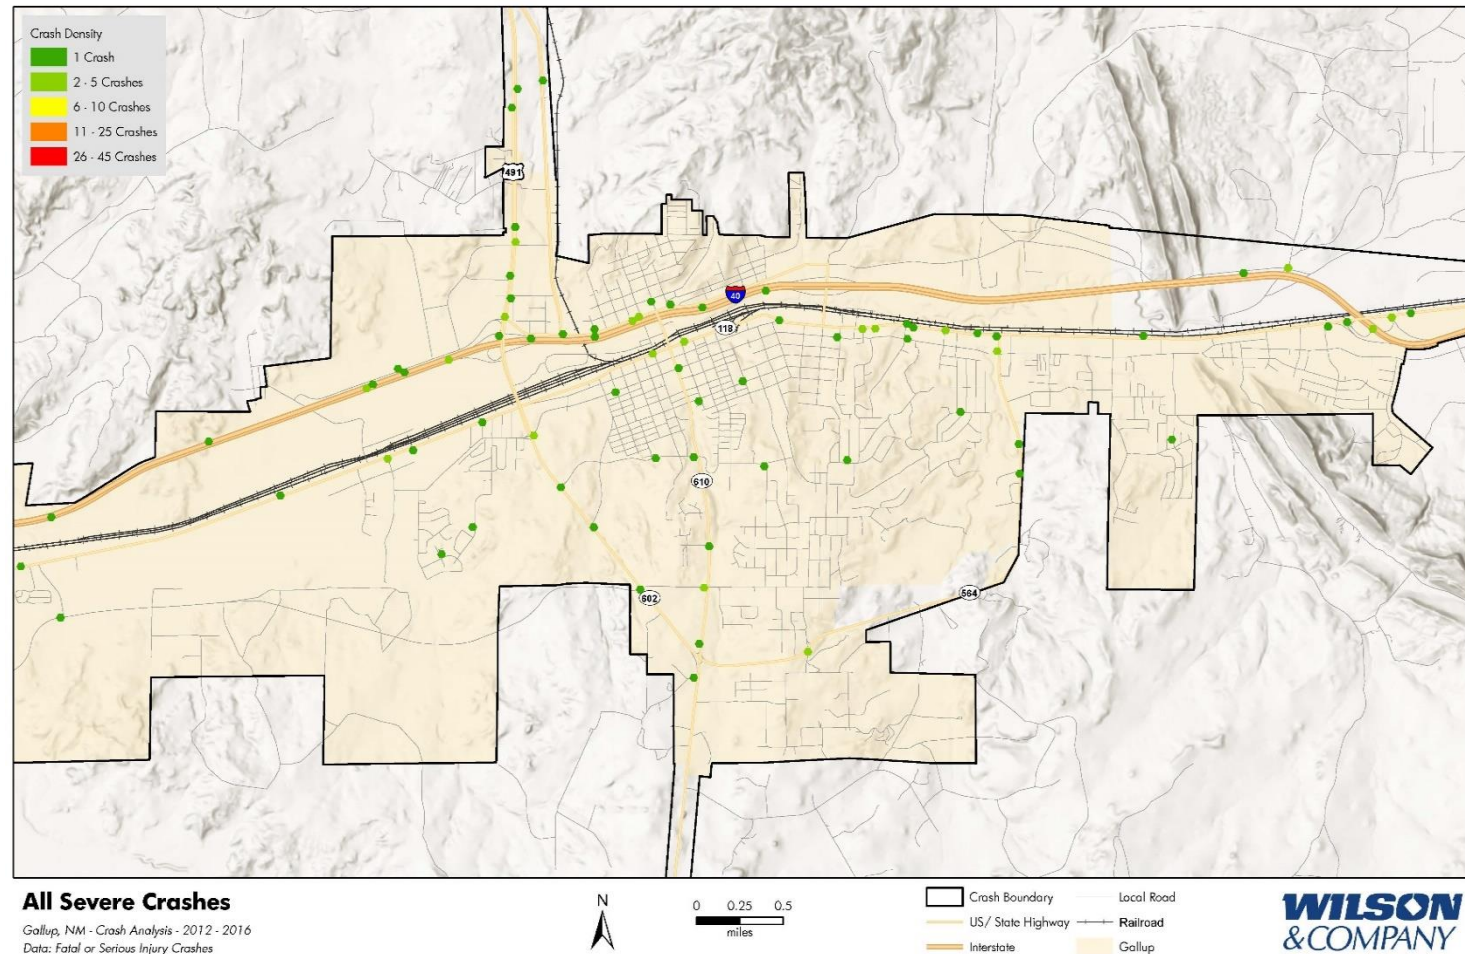 Crash Density
1 Crash
2 - 5 Crashes
6 - 10 Crashes
11 - 25 Crashes
26 - 45 Crashes
491
40
118
610
602
564
All Severe Crashes
Gallup, NM - Crash Analysis - 2012 - 2016
Data: Fatal or Serious Injury Crashes
N
0 0.25 0.5
miles
Crash Boundary
US/ State Highway
Interstate
Local Road
Railroad
Gallup
WILSON
&COMPANY